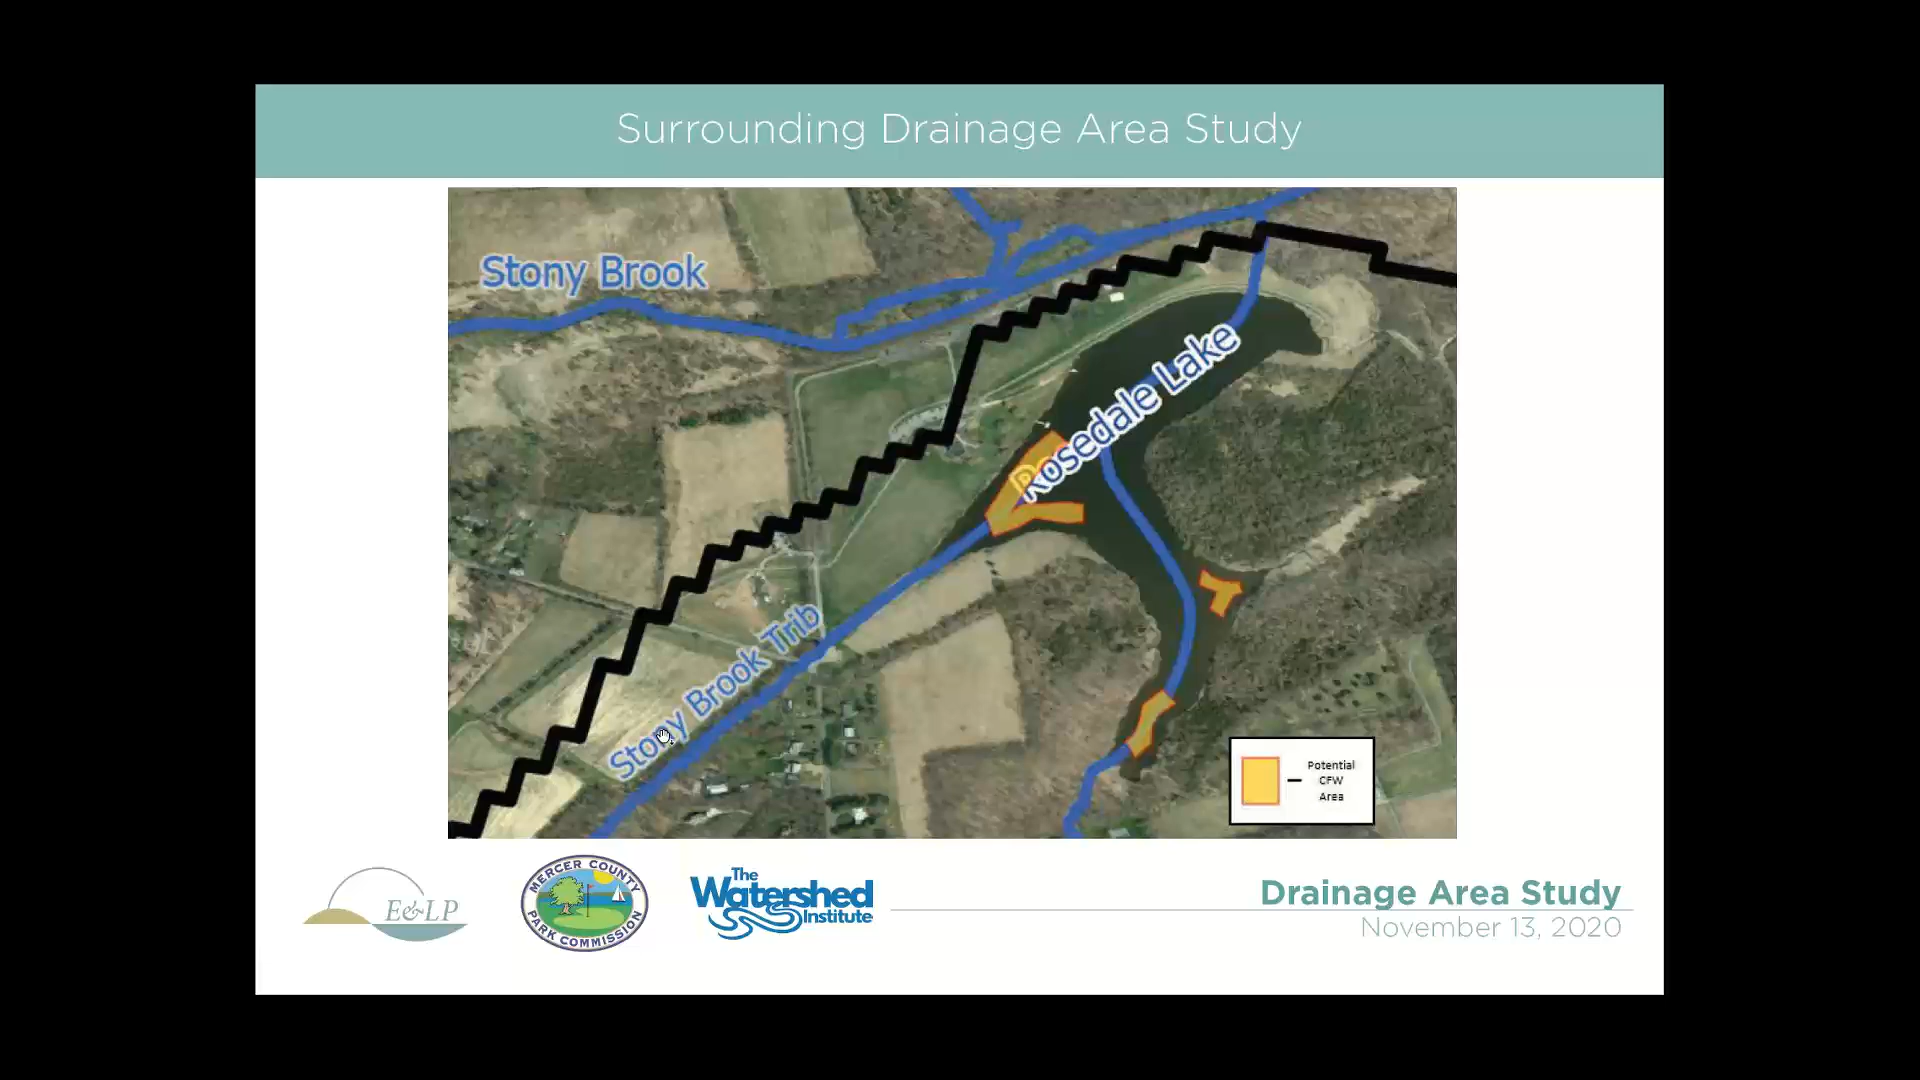 Surrounding Drainage Area Study
Stony Brook
Rosedale Lake
Stony Brook Trib
Potential
CFW
Area
E&LP
MERCER COUNTY
PARK COMMISSION
The
Watershed
Institute
Drainage Area Study
November 13, 2020